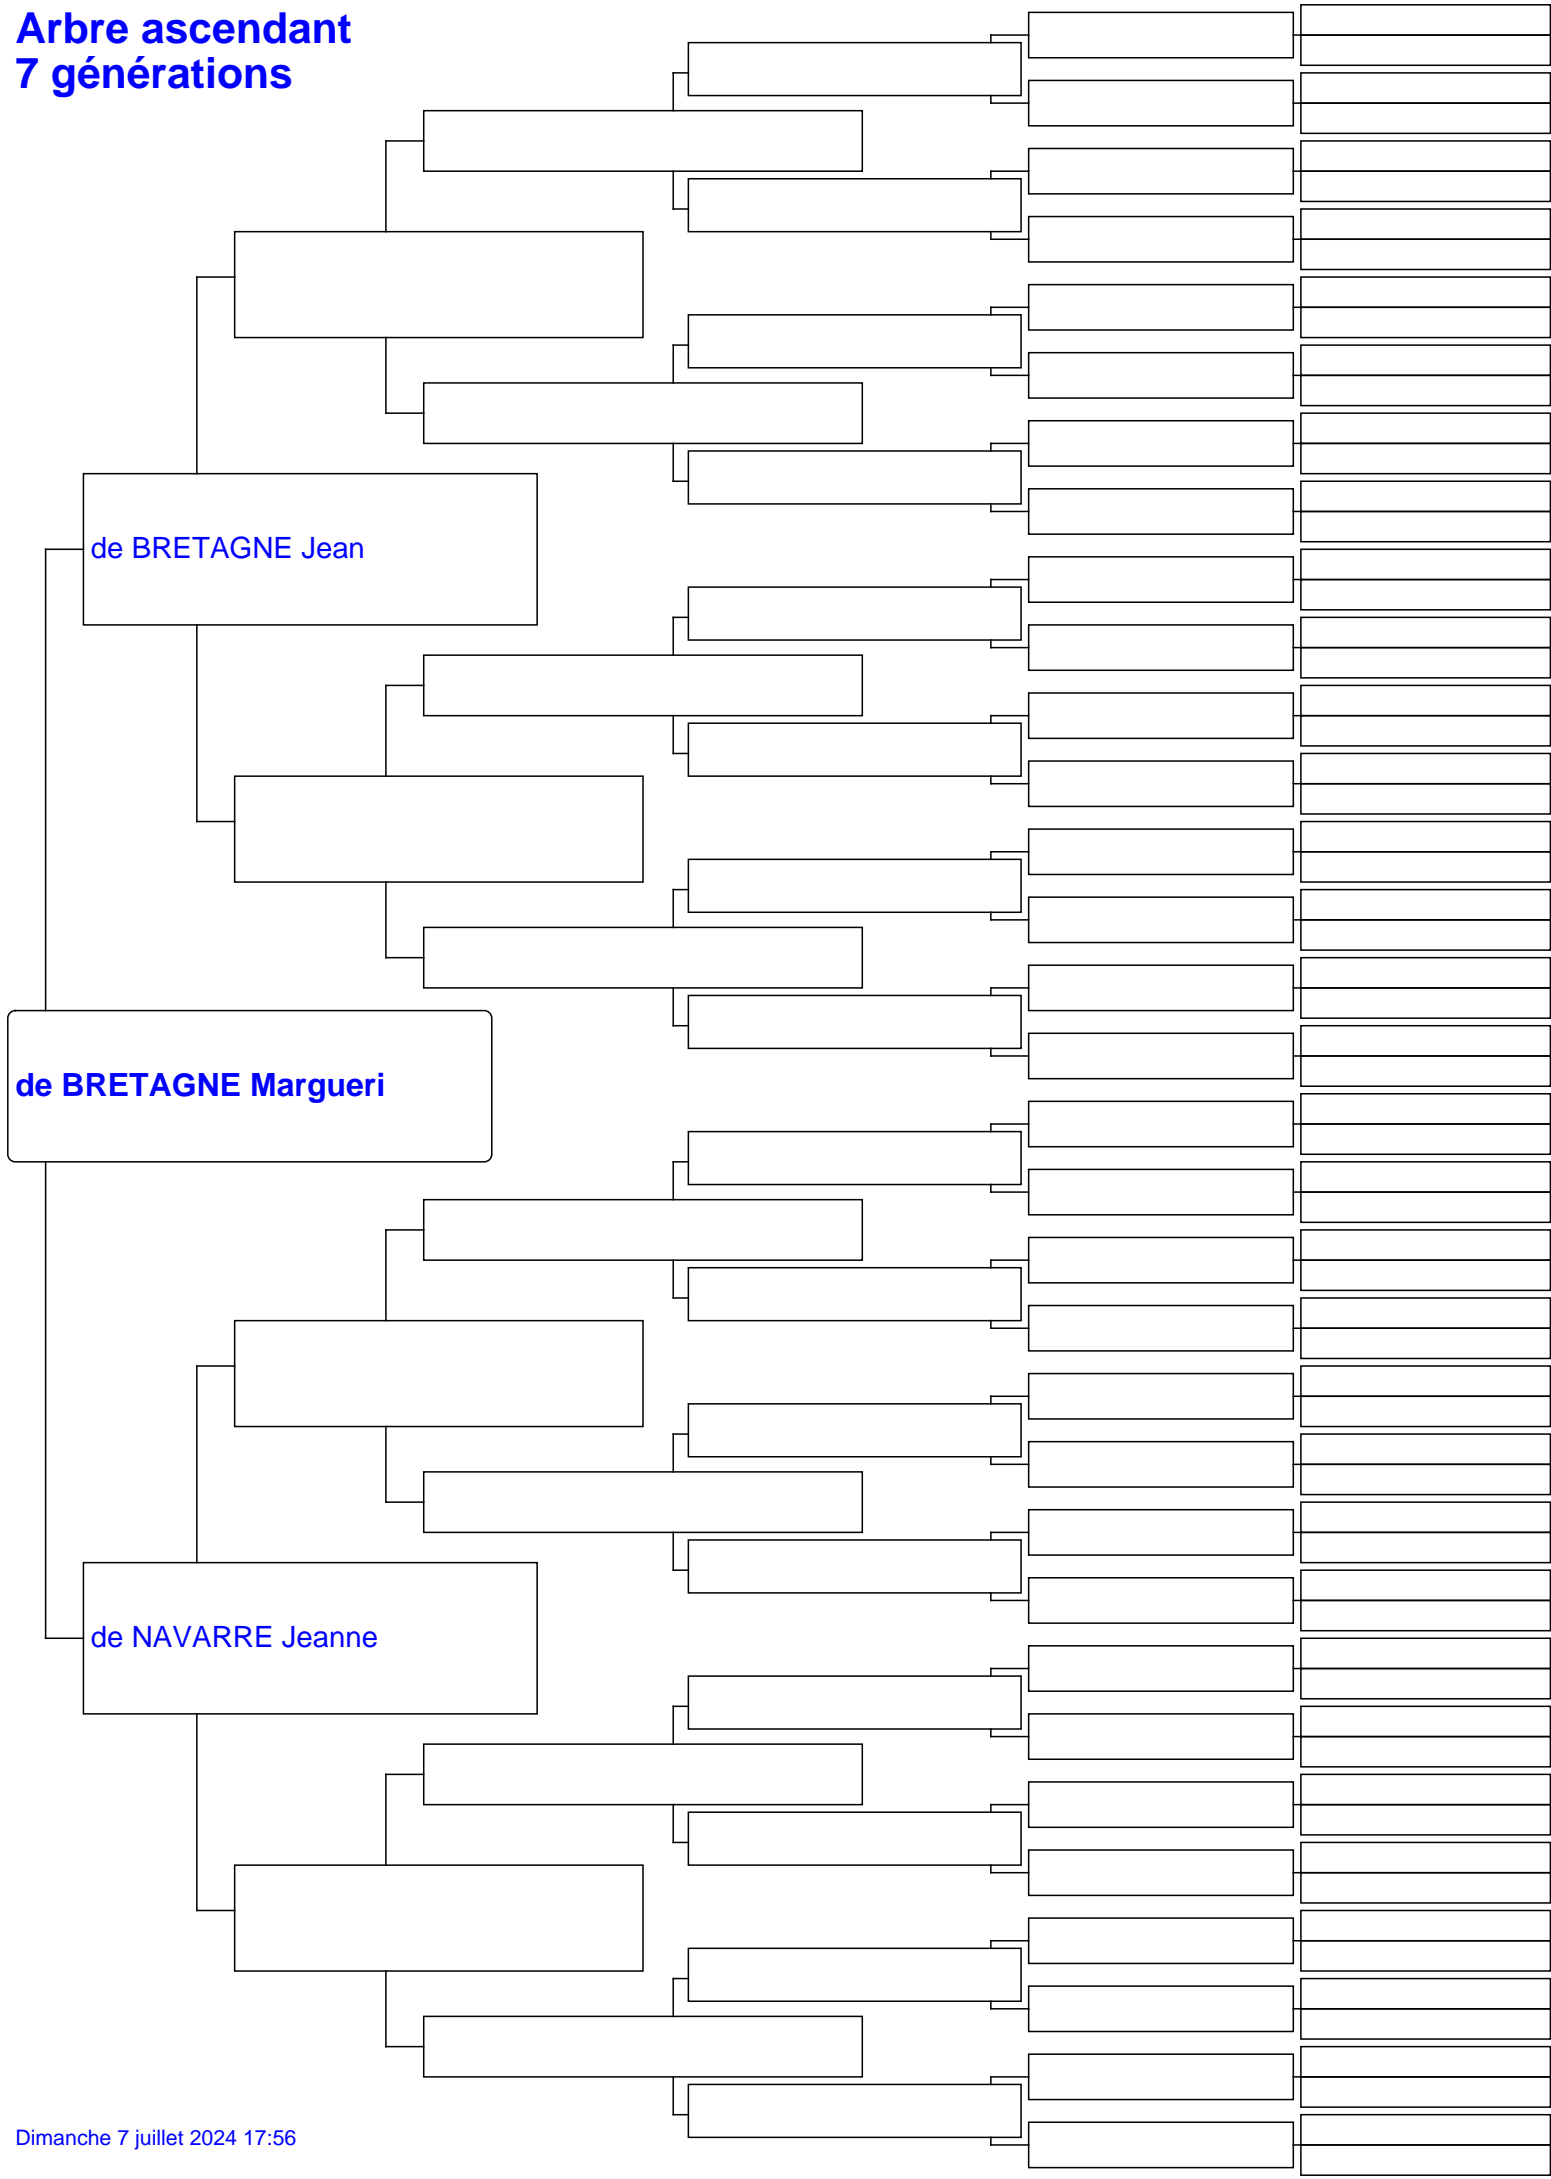 Arbre ascendant
7 générations
de BRETAGNE Jean
de BRETAGNE Margueri
de NAVARRE Jeanne
Dimanche 7 juillet 2024 17:56